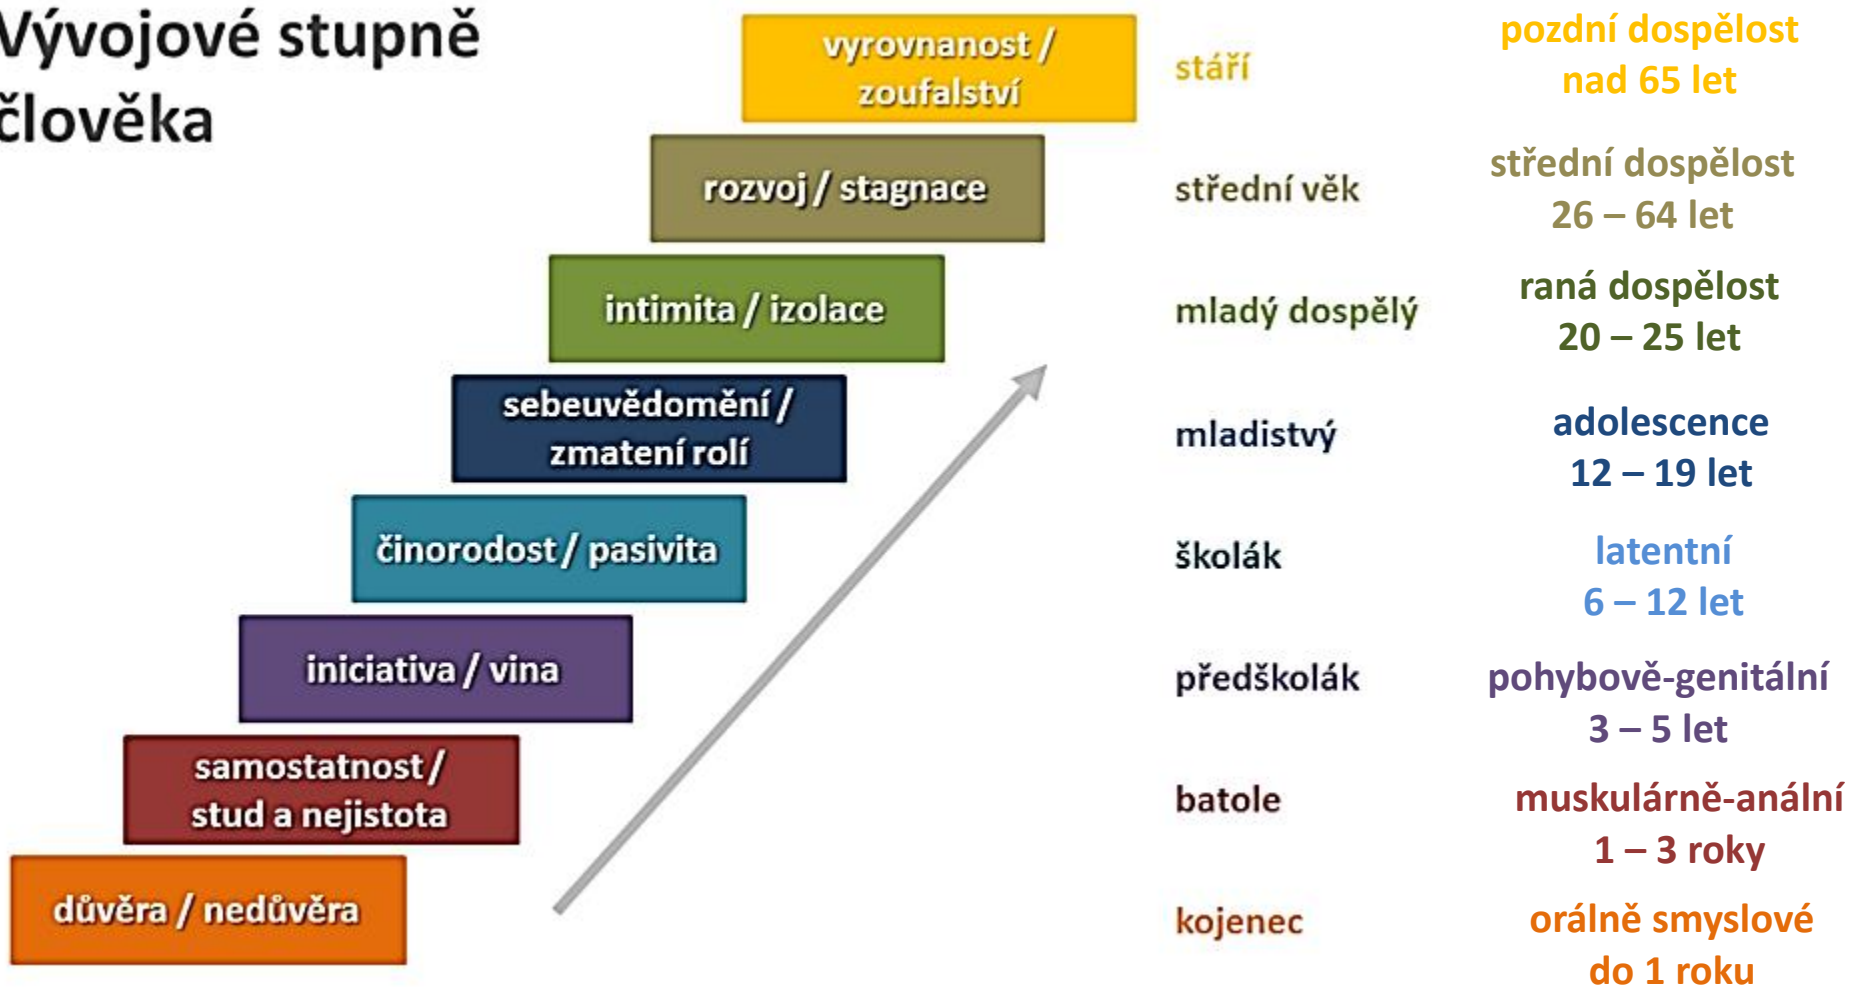 Vývojové stupně
člověka
vyrovnanost /
zoufalství
stáří
pozdní dospělost
nad 65 let
rozvoj / stagnace
střední věk
střední dospělost
26 – 64 let
intimita / izolace
mladý dospělý
raná dospělost
20 – 25 let
sebeuvědomění /
zmatení rolí
mladistvý
adolescence
12 – 19 let
činorodost / pasivita
školák
latentní
6 – 12 let
iniciativa / vina
předškolák
pohybově-genitální
3 – 5 let
samostatnost /
stud a nejistota
batole
muskulárně-anální
1 – 3 roky
důvěra / nedůvěra
kojenec
orálně smyslové
do 1 roku